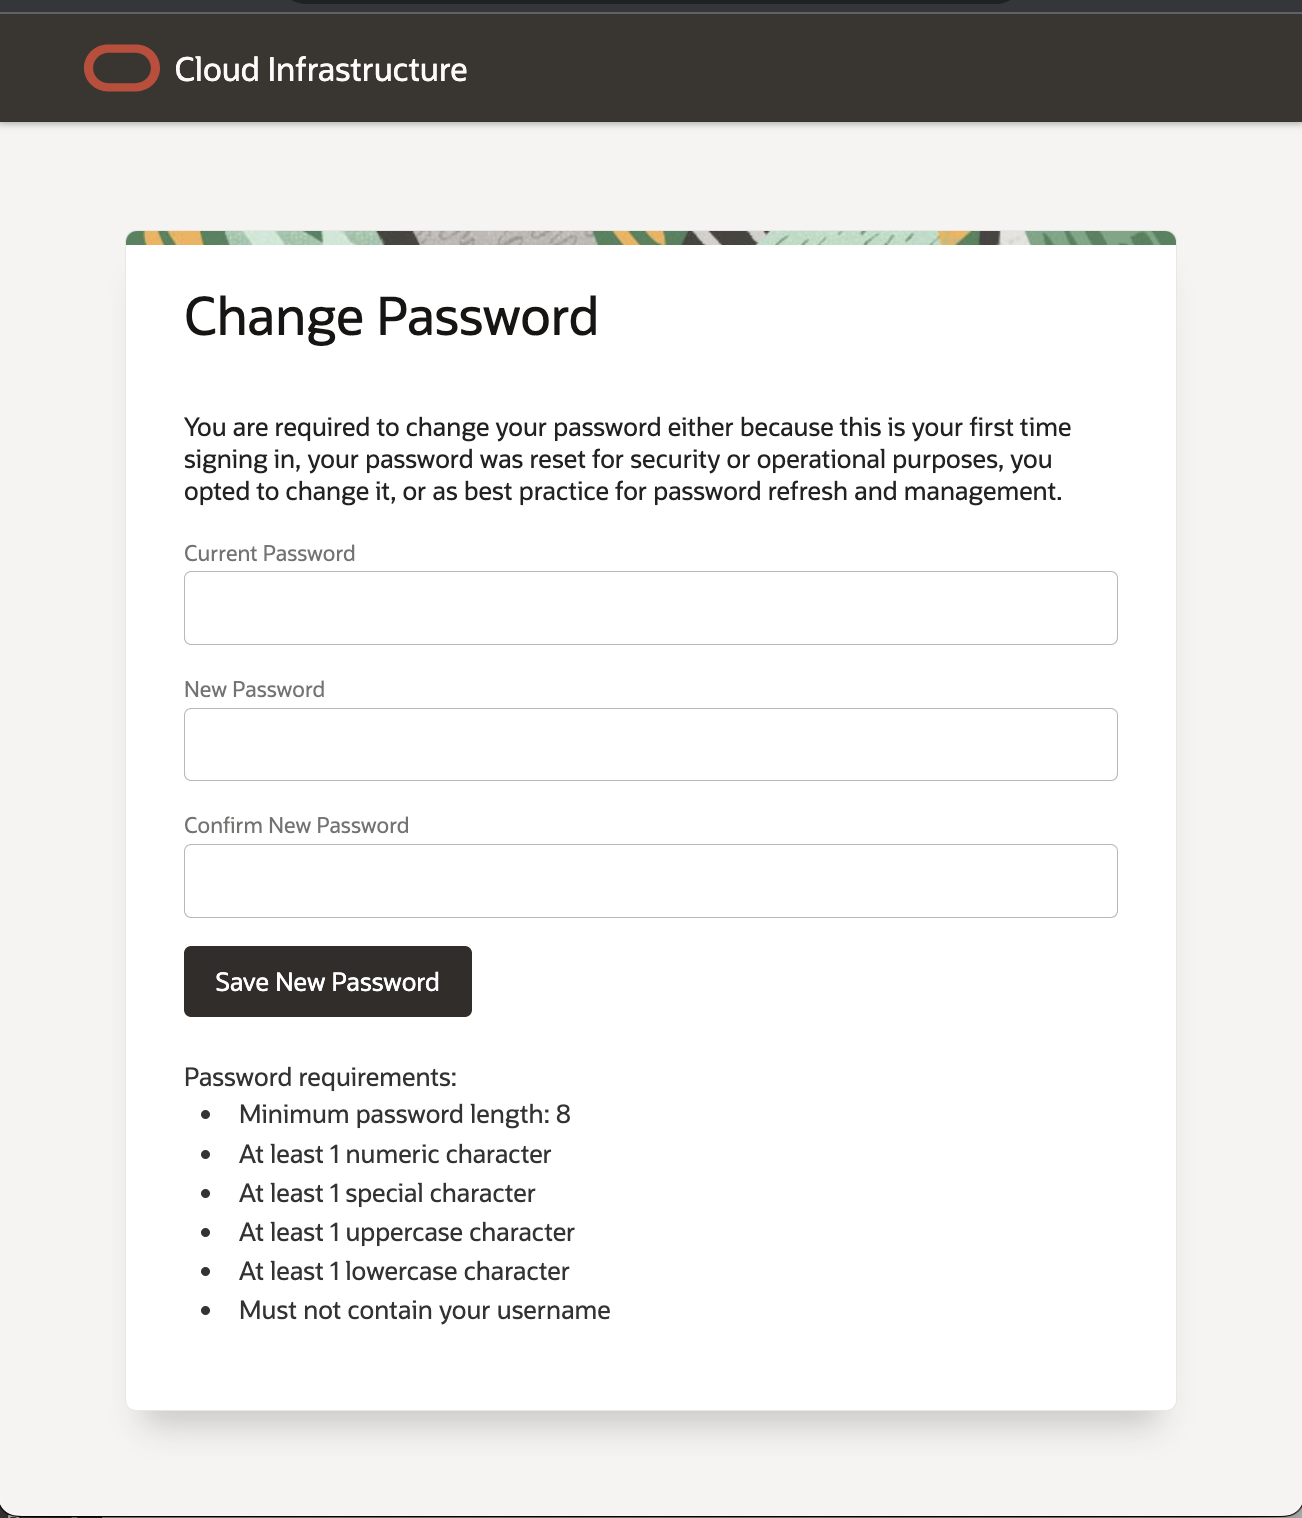 Cloud Infrastructure
Change Password
You are required to change your password either because this is your first time
signing in, your password was reset for security or operational purposes, you
opted to change it, or as best practice for password refresh and management.
Current Password
New Password
Confirm New Password
Save New Password
Password requirements:
• Minimum password length: 8
• At least 1 numeric character
• At least 1 special character
• At least 1 uppercase character
• At least 1 lowercase character
• Must not contain your username